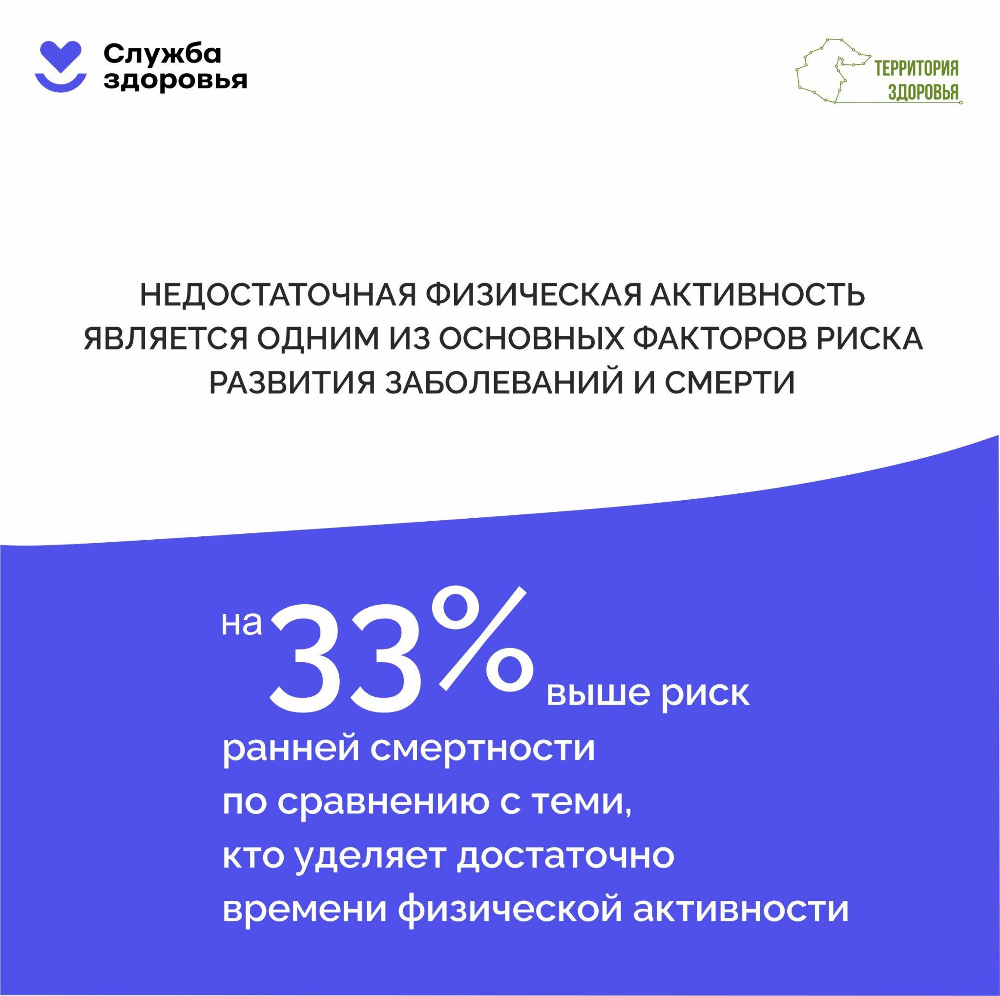 Служба
здоровья
ТЕРРИТОРИЯ
ЗДОРОВЬЯ
НЕДОСТАТОЧНАЯ ФИЗИЧЕСКАЯ АКТИВНОСТЬ
ЯВЛЯЕТСЯ ОДНИМ ИЗ ОСНОВНЫХ ФАКТОРОВ РИСКА
РАЗВИТИЯ ЗАБОЛЕВАНИЙ И СМЕРТИ
на 33% выше риск
ранней смертности
по сравнению с теми,
кто уделяет достаточно
времени физической активности